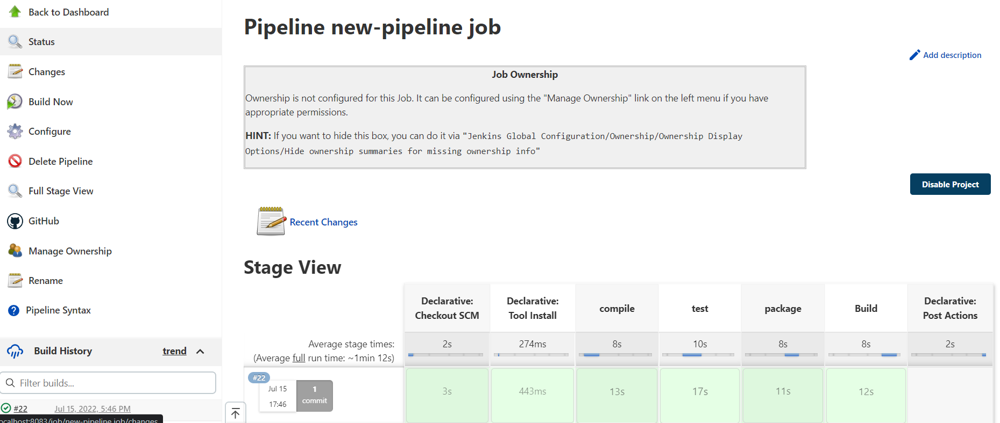 Back to Dashboard
Status
Changes
Build Now
Configure
Delete Pipeline
Full Stage View
GitHub
Manage Ownership
Rename
Pipeline Syntax
Build History
trend
Filter builds...
#22
Jul 15, 2022, 5:46 PM
ocalhost:8083/job/new-pipeline job/changes
Pipeline new-pipeline job
Add description
Job Ownership
Ownership is not configured for this Job. It can be configured using the "Manage Ownership" link on the left menu if you have
appropriate permissions.
HINT: If you want to hide this box, you can do it via "Jenkins Global Configuration/Ownership/Ownership Display
Options/Hide ownership summaries for missing ownership info"
Disable Project
Recent Changes
Stage View
Declarative:
Checkout SCM
Declarative:
Tool Install
compile
test
package
Build
Declarative:
Post Actions
Average stage times:
(Average full run time: ~1min 12s)
2s
274ms
8s
10s
8s
8s
2s
#22
Jul 15
17:46
1
commit
3s
443ms
13s
17s
11s
12s